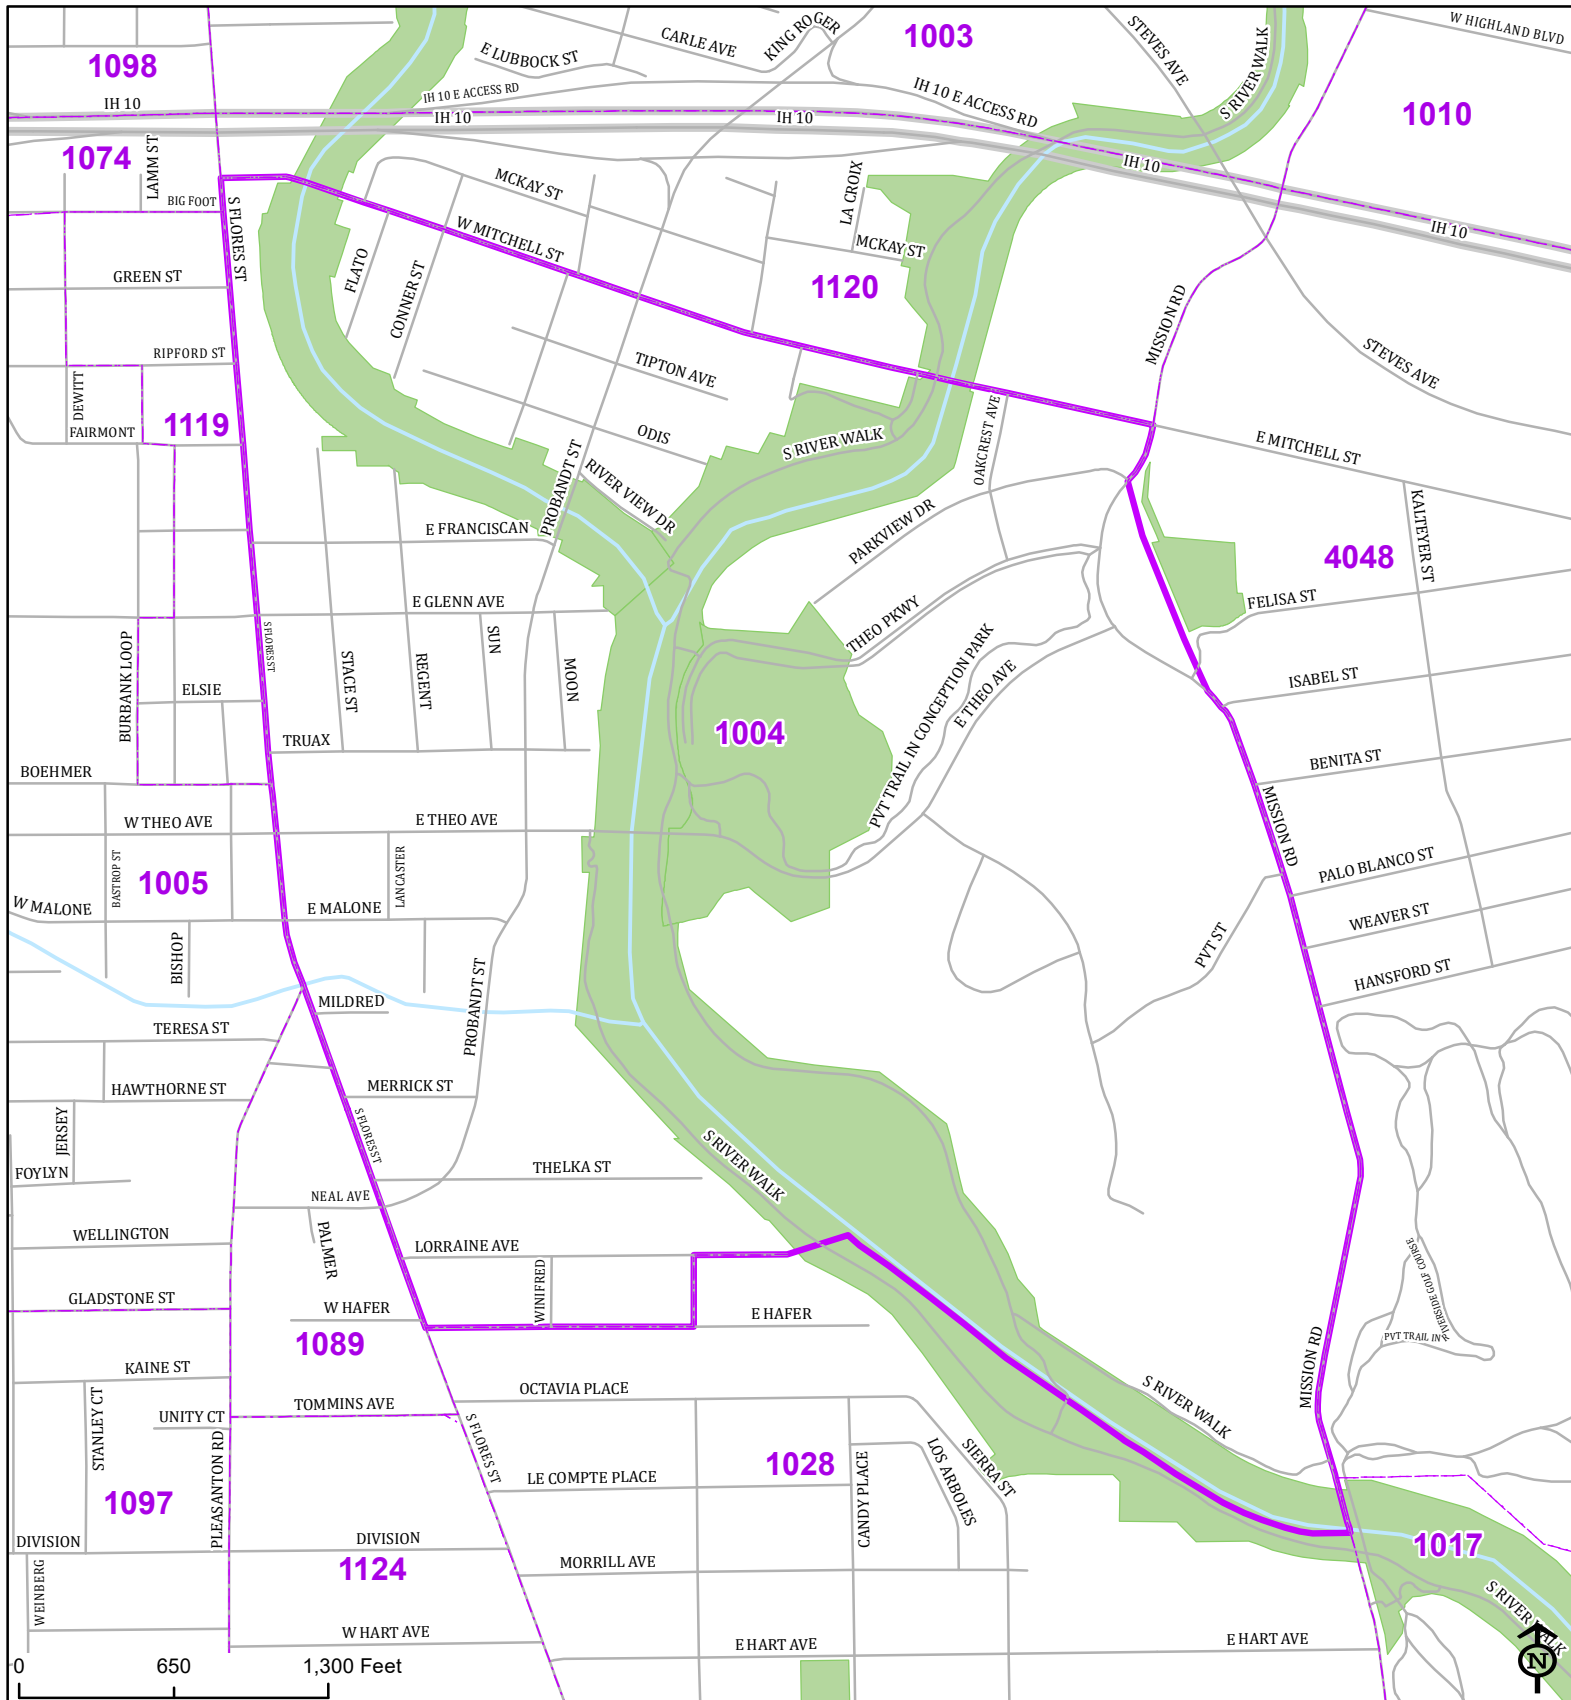 W HIGHLAND BLVD
STEVES AVE
KING ROGER
CARLE AVE
1003
S RIVER WALK
1098
E LUBBOCK ST
IH 10 E ACCESS RD
IH 10 E ACCESS RD
1010
IH 10
IH 10
IH 10
1074
LAMM ST
IH 10
MCKAY ST
LA CROIX
BIG FOOT
S FLORES ST
W MITCHELL ST
MCKAY ST
IH 10
GREEN ST
FLATO
CONNER ST
1120
MISSION RD
RIPFORD ST
TIPTON AVE
STEVES AVE
DEWITT
1119
FAIRMONT
ODIS
S RIVER WALK
OAKCREST AVE
E MITCHELL ST
PROBANDT ST
RIVER VIEW DR
E FRANCISCAN
PARKVIEW DR
KALTEYER ST
4048
E GLENN AVE
FELISA ST
BURBANK LOOP
S FLORES ST
SUN
THEO PKWY
STACE ST
REGENT
MOON
PVT TRAIL IN CONCEPTION PARK
E THEO AVE
ISABEL ST
ELSIE
1004
TRUAX
BENITA ST
BOEHMER
MISSION RD
W THEO AVE
E THEO AVE
PALO BLANCO ST
BASTROP ST
1005
LANCASTER
W MALONE
E MALONE
WEAVER ST
BISHOP
PVT ST
HANSFORD ST
PROBANDT ST
MILDRED
TERESA ST
HAWTHORNE ST
MERRICK ST
JERSEY
S FLORES ST
S RIVER WALK
FOYLYN
THELKA ST
NEAL AVE
WELLINGTON
PALMER
LORRAINE AVE
WINIFRED
GLADSTONE ST
W HAFER
E HAFER
PVT TRAIL IN RIVERSIDE GOLF COURSE
1089
MISSION RD
KAINE ST
STANLEY CT
OCTAVIA PLACE
S RIVER WALK
TOMMINS AVE
UNITY CT
PLEASANTON RD
S FLORES ST
1028
LOS ARBOLES
SIERRA ST
LE COMPTE PLACE
CANDY PLACE
1097
DIVISION
DIVISION
1017
1124
MORRILL AVE
WEINBERG
S RIVER WALK
W HART AVE
E HART AVE
E HART AVE
N
0 650 1,300 Feet